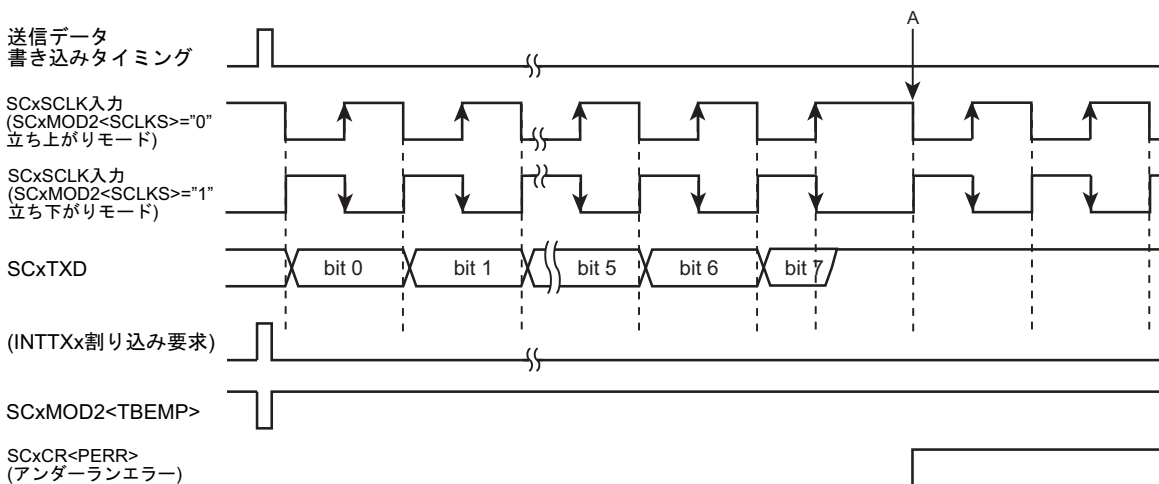 A
送信データ
書き込みタイミング
SCxSCLK入力
(SCxMOD2<SCLKS>="0"
立ち上がりモード)
SCxSCLK入力
(SCxMOD2<SCLKS>="1"
立ち下がりモード)
SCxTXD
bit 0
bit 1
bit 5
bit 6
bit 7
(INTTXx割り込み要求)
SCxMOD2<TBEMP>
SCxCR<PERR>
(アンダーランエラー)